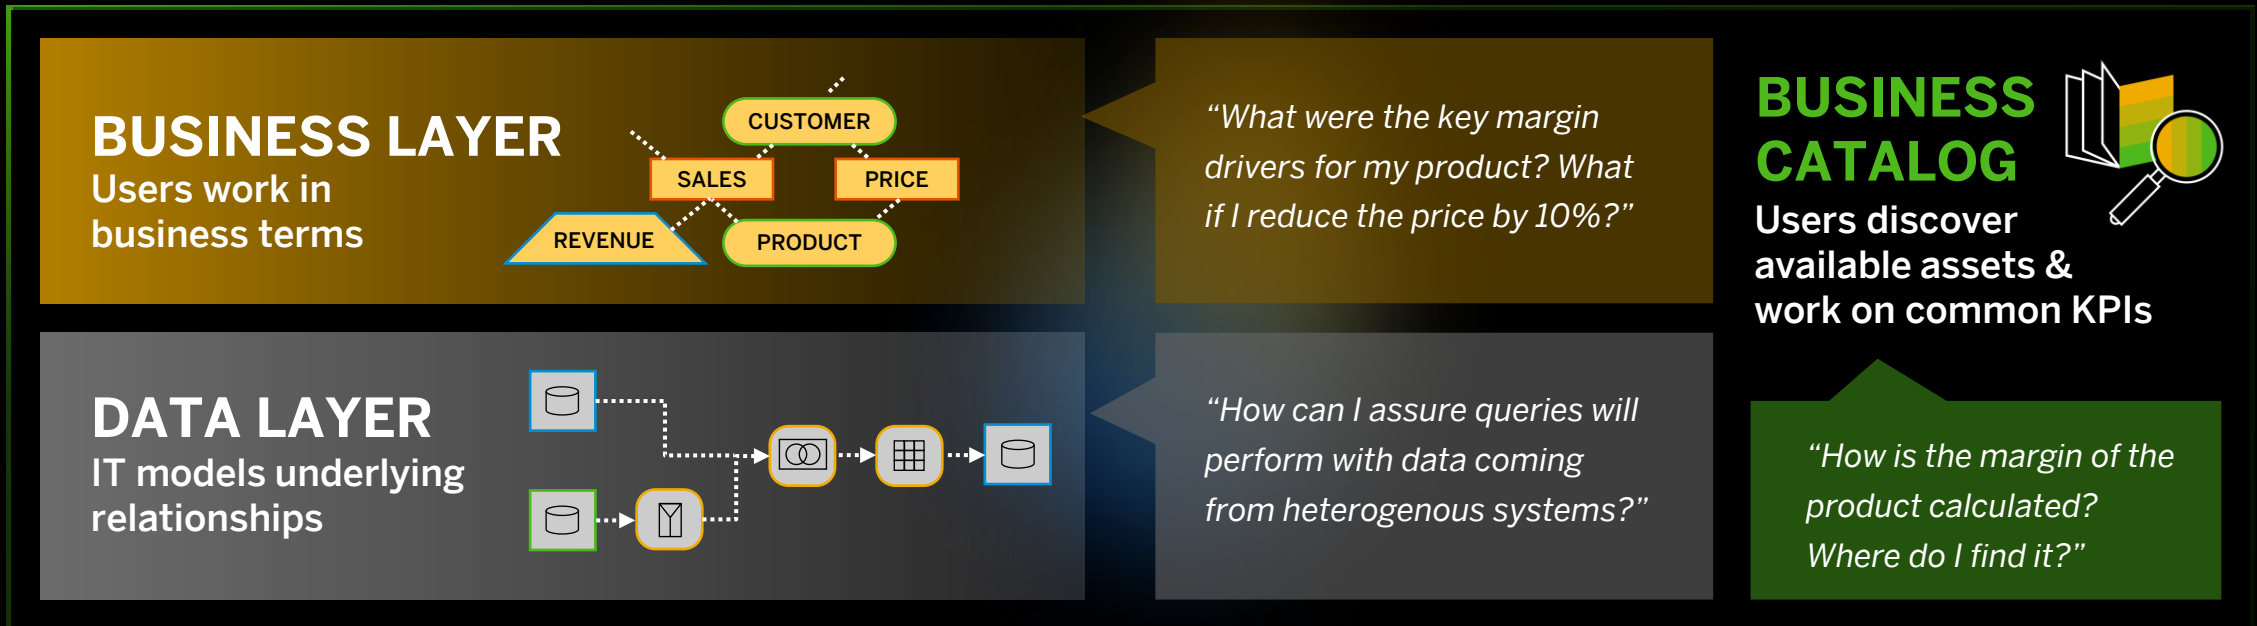 BUSINESS LAYER
Users work in
business terms
CUSTOMER
SALES
PRICE
REVENUE
PRODUCT
“What were the key margin
drivers for my product? What
if I reduce the price by 10%?”
DATA LAYER
IT models underlying
relationships
“How can I assure queries will
perform with data coming
from heterogenous systems?”
BUSINESS
CATALOG
Users discover
available assets &
work on common KPIs
“How is the margin of the
product calculated?
Where do I find it?”